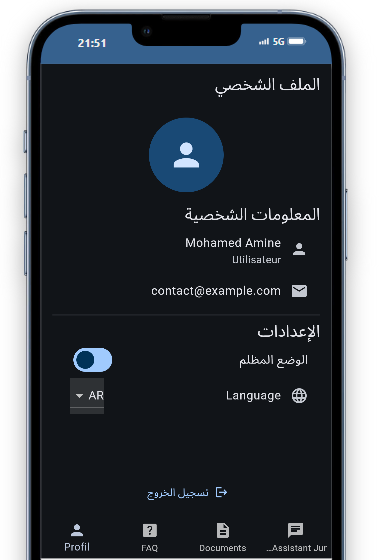 21:51
5G
الملف الشخصي
المعلومات الشخصية
Mohamed Amine
Utilisateur
contact@example.com
الإعدادات
الوضع المظلم
Language
AR
تسجيل الخروج
Profil
FAQ
Documents
...Assistant Jur